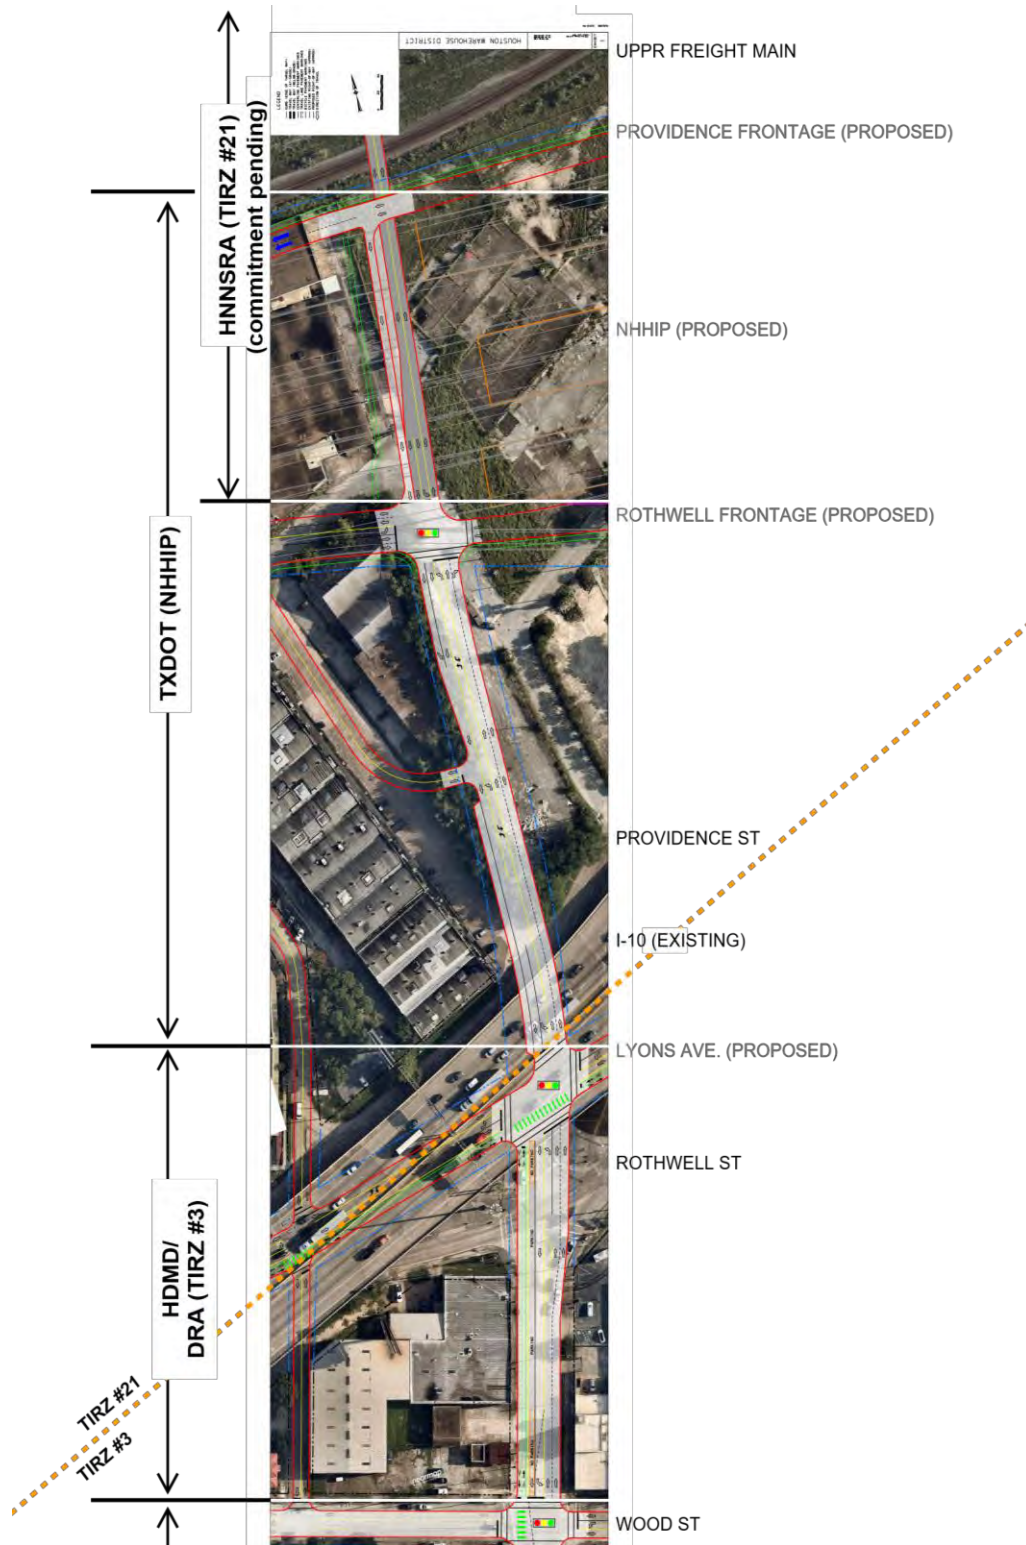 HOUSTON WAREHOUSE DISTRICT
LEGEND
UPPR FREIGHT MAIN
PROVIDENCE FRONTAGE (PROPOSED)
HNNSRA (TIRZ #21)
(commitment pending)
NHHIP (PROPOSED)
ROTHWELL FRONTAGE (PROPOSED)
TXDOT (NHHIP)
PROVIDENCE ST
I-10 (EXISTING)
LYONS AVE. (PROPOSED)
ROTHWELL ST
HDMD/
DRA (TIRZ #3)
TIRZ #21
TIRZ #3
WOOD ST